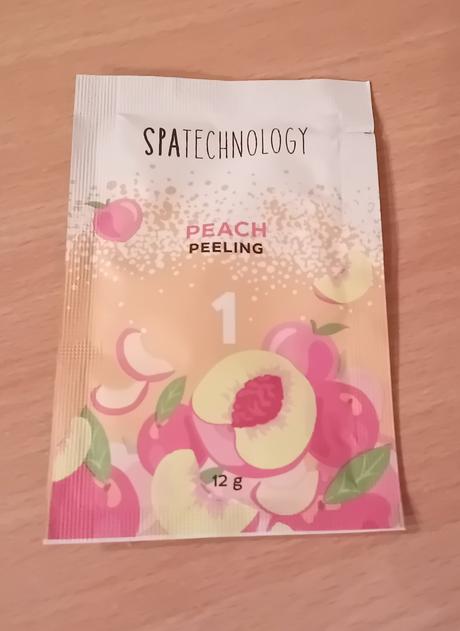 SPATECHNOLOGY
PEACH
PEELING
1
12 g